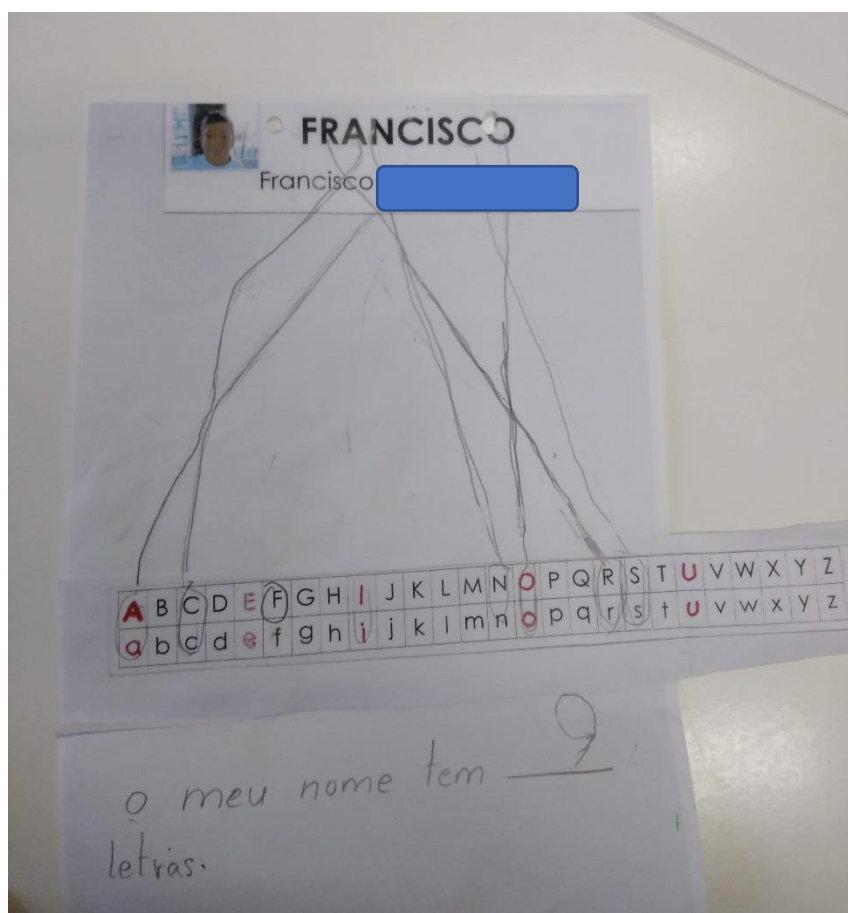 FRANCISCO
Francisco
A B C D E F G H I J K L M N O P Q R S T U V W X Y Z
a b c d e f g h i j k l m n o p q r s t u v w x y z
o meu nome tem 9
letras.